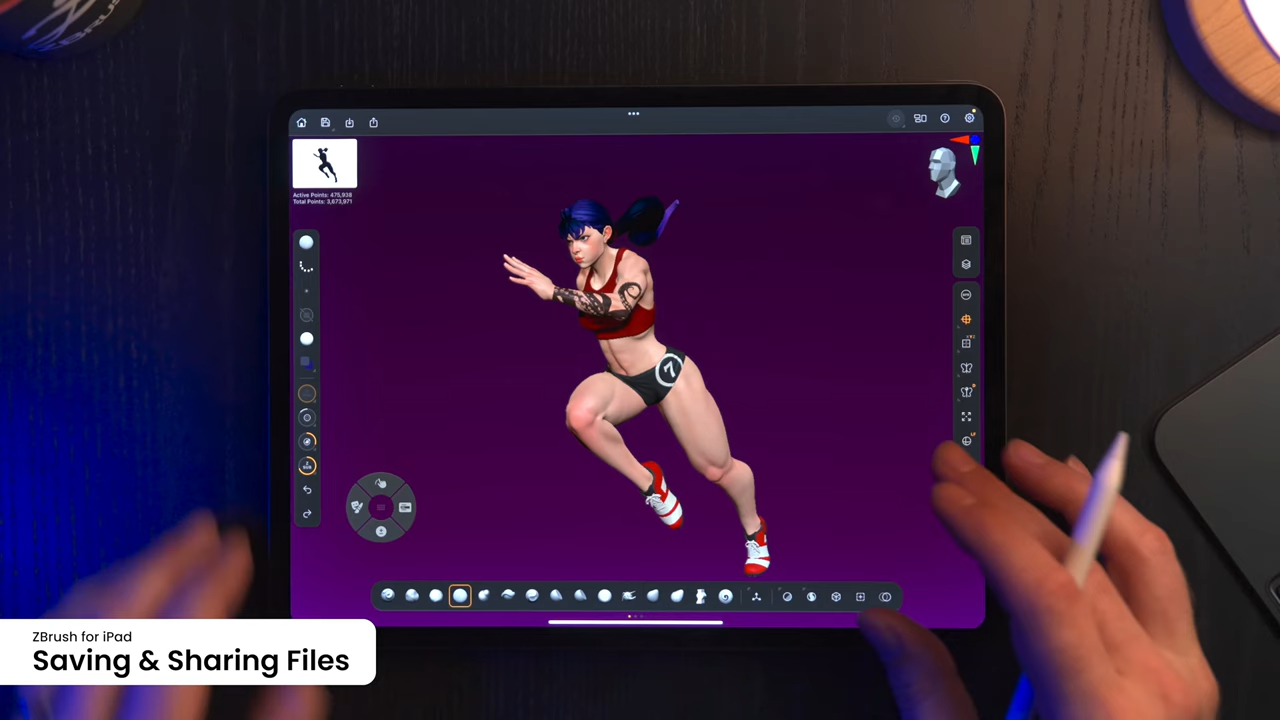 Active Points: 475,938
Total Points: 3,673,971
7
ZBrush for iPad
Saving & Sharing Files